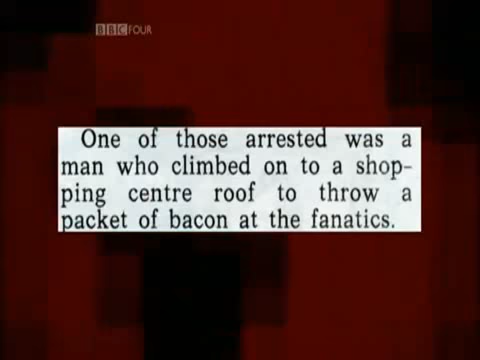 BBC FOUR
One of those arrested was a
man who climbed on to a shop-
ping centre roof to throw a
packet of bacon at the fanatics.